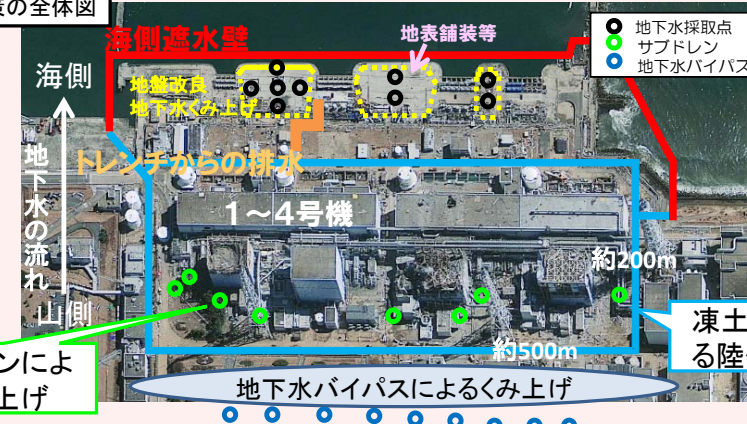 策の全体図
海側遮水壁
地表舗装等
地下水採取点
サブドレン
地下水バイパス
海側
地盤改良
地下水くみ上げ
トレンチからの排水
地下水の流れ
1~4号機
約200m
山側
凍土
る陸
ンによ
上げ
約500m
地下水バイパスによるくみ上げ